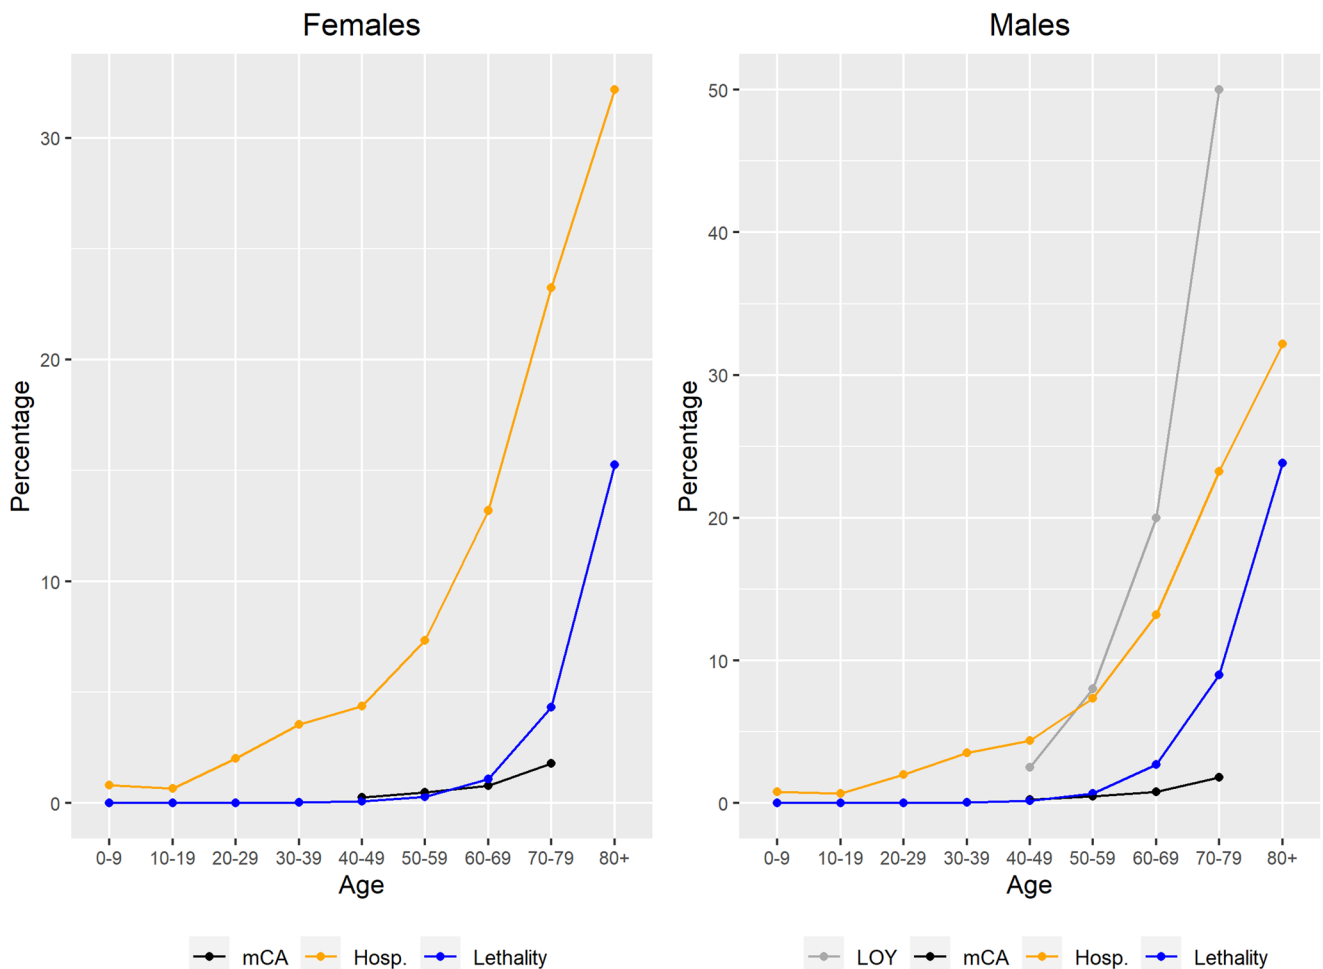 Females
Percentage
30
20
10
0
0-9 10-19 20-29 30-39 40-49 50-59 60-69 70-79 80+
Age
mCA Hosp. Lethality
Males
Percentage
50
40
30
20
10
0
0-9 10-19 20-29 30-39 40-49 50-59 60-69 70-79 80+
Age
LOY mCA Hosp. Lethality